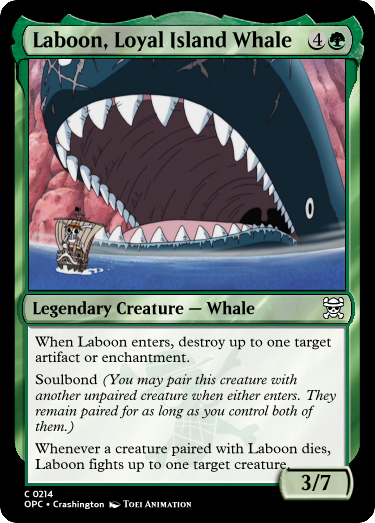 Laboon, Loyal Island Whale 4
Legendary Creature — Whale
When Laboon enters, destroy up to one target
artifact or enchantment.
Soulbond (You may pair this creature with
another unpaired creature when either enters. They
remain paired for as long as you control both of
them.)
Whenever a creature paired with Laboon dies,
Laboon fights up to one target creature.
3/7
C 0214
OPC • Crashington TOEI ANIMATION